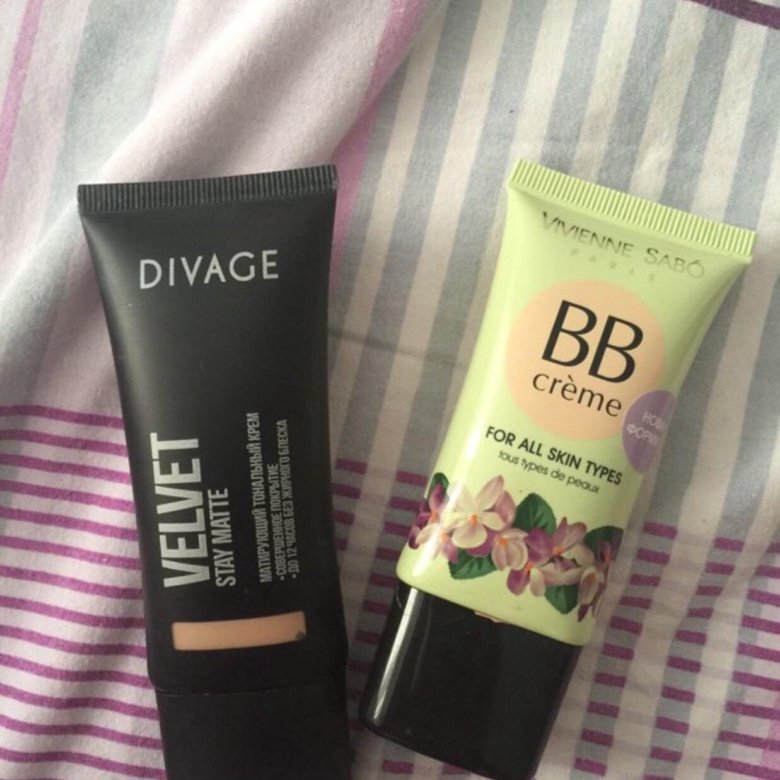 DIVAGE
VELVET
STAY MATTE
МАТИРУЮЩИЙ ТОНАЛЬНЫЙ КРЕМ
• СОВЕРШЕННОЕ ПОКРЫТИЕ
• ДО 12 ЧАСОВ БЕЗ ЖИРНОГО БЛЕСКА
VIVIENNE SABÓ
PARIS
BB
crème
FOR ALL SKIN TYPES
tous types de peaux